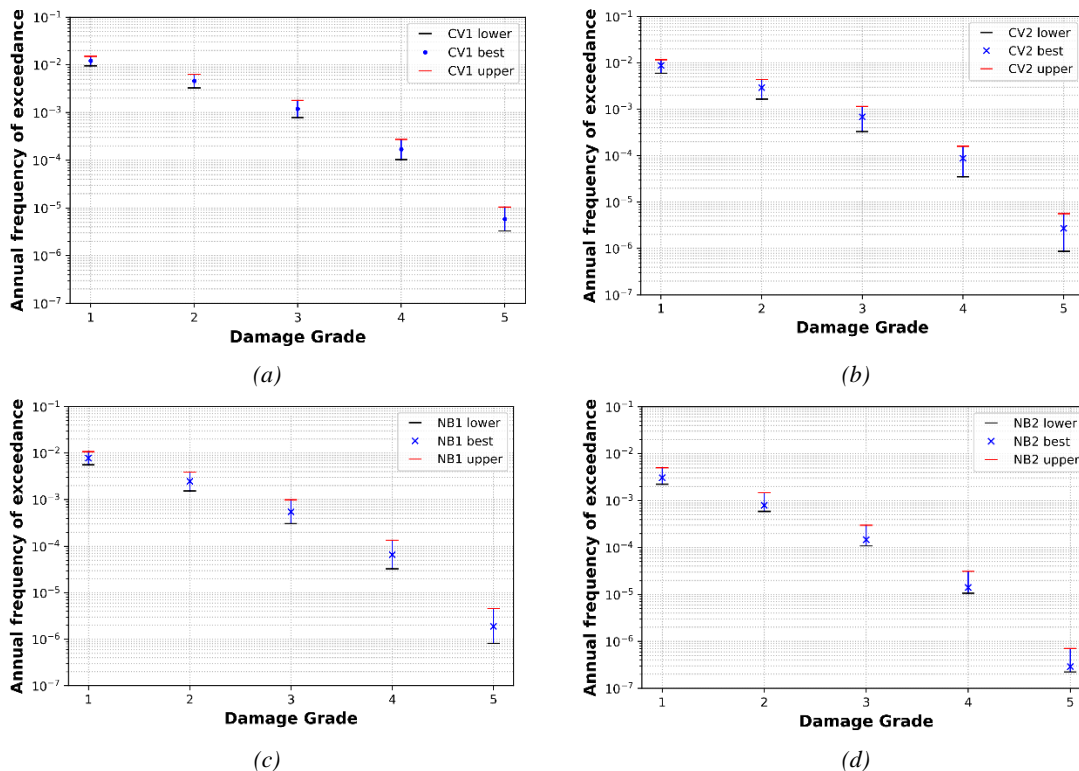 10⁻¹
10⁻²
10⁻³
10⁻⁴
10⁻⁵
10⁻⁶
10⁻⁷
Annual frequency of exceedance
CV1 lower
CV1 best
CV1 upper
1 2 3 4 5
Damage Grade
(a)
10⁻¹
10⁻²
10⁻³
10⁻⁴
10⁻⁵
10⁻⁶
10⁻⁷
Annual frequency of exceedance
CV2 lower
CV2 best
CV2 upper
1 2 3 4 5
Damage Grade
(b)
10⁻¹
10⁻²
10⁻³
10⁻⁴
10⁻⁵
10⁻⁶
10⁻⁷
Annual frequency of exceedance
NB1 lower
NB1 best
NB1 upper
1 2 3 4 5
Damage Grade
(c)
10⁻¹
10⁻²
10⁻³
10⁻⁴
10⁻⁵
10⁻⁶
10⁻⁷
Annual frequency of exceedance
NB2 lower
NB2 best
NB2 upper
1 2 3 4 5
Damage Grade
(d)